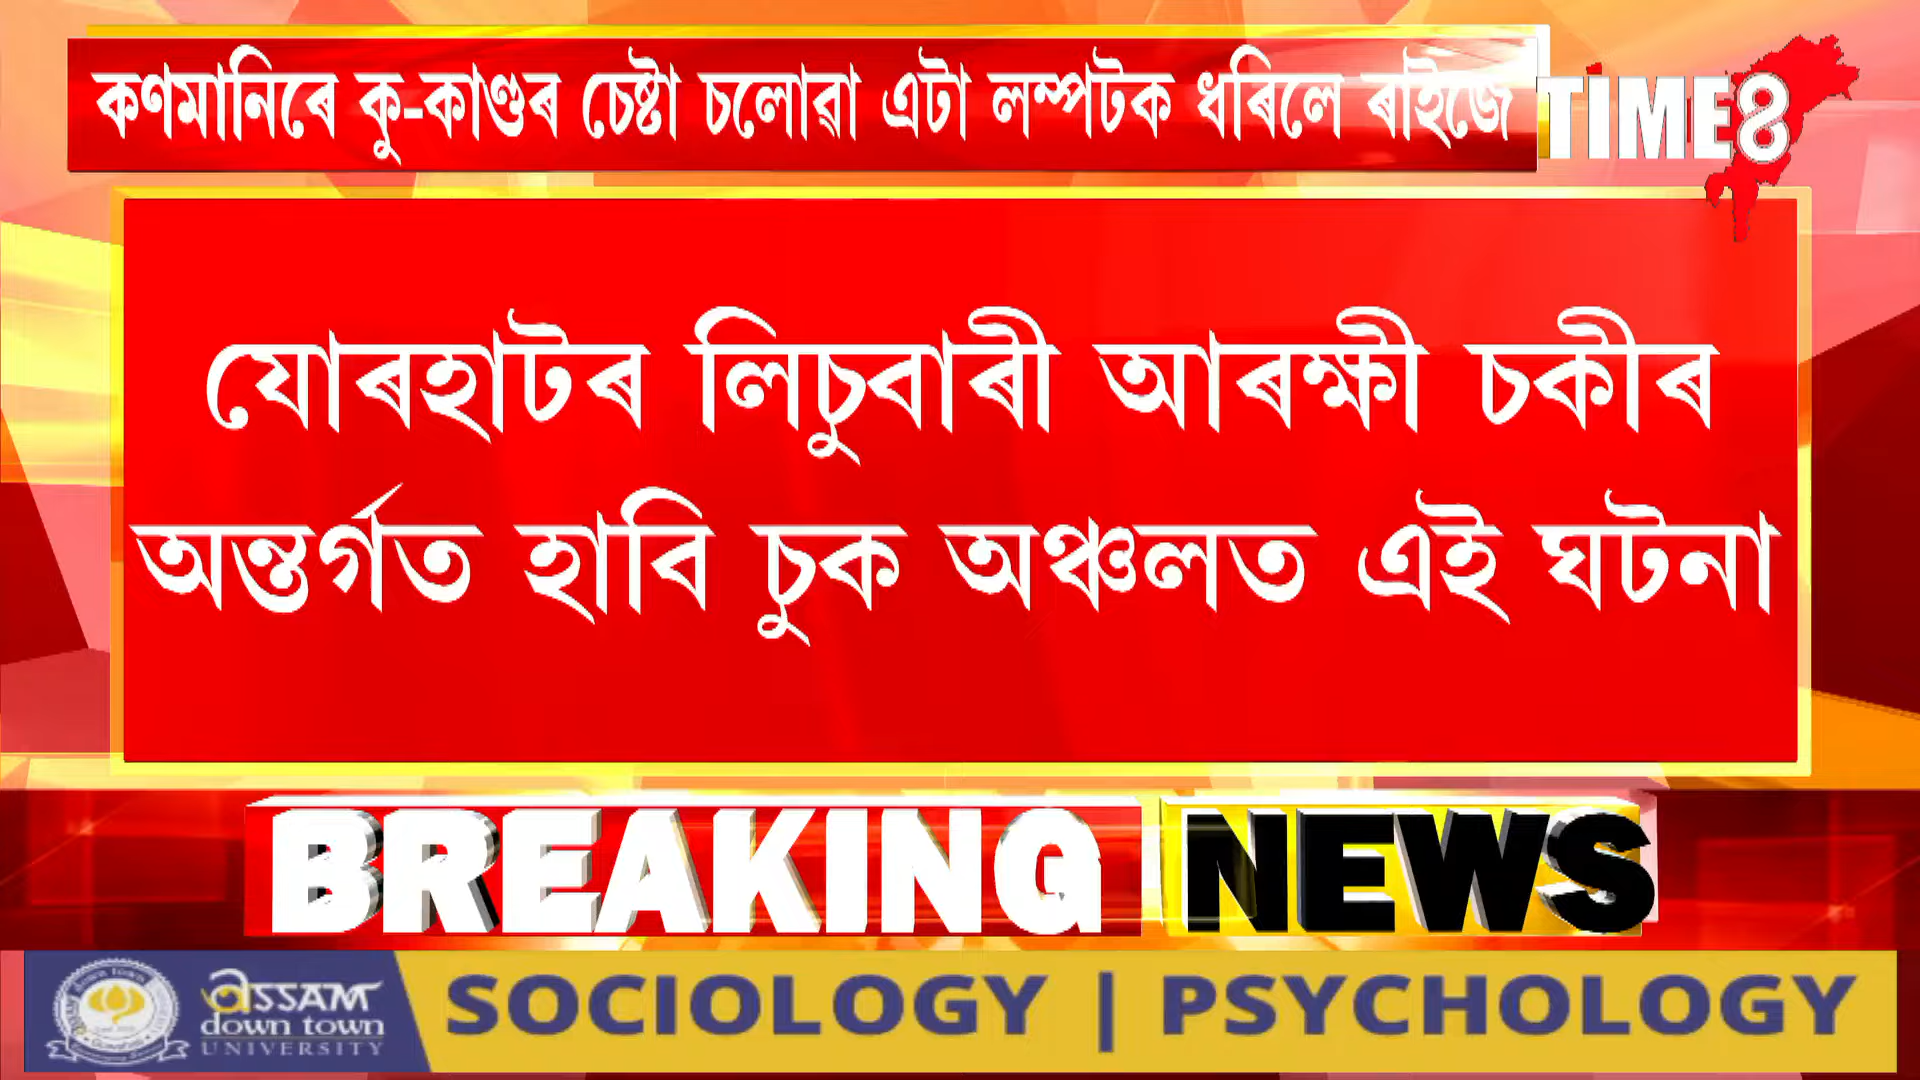 কণমানিৰে কু-কাণ্ডৰ চেষ্টা চলোৱা এটা লম্পটক ধৰিলে ৰাইজে
TIME8
যোৰহাটৰ লিচুবাৰী আৰক্ষী চকীৰ
অন্তৰ্গত হাবি চুক অঞ্চলত এই ঘটনা
BREAKING NEWS
assam
down town
UNIVERSITY
SOCIOLOGY | PSYCHOLOGY